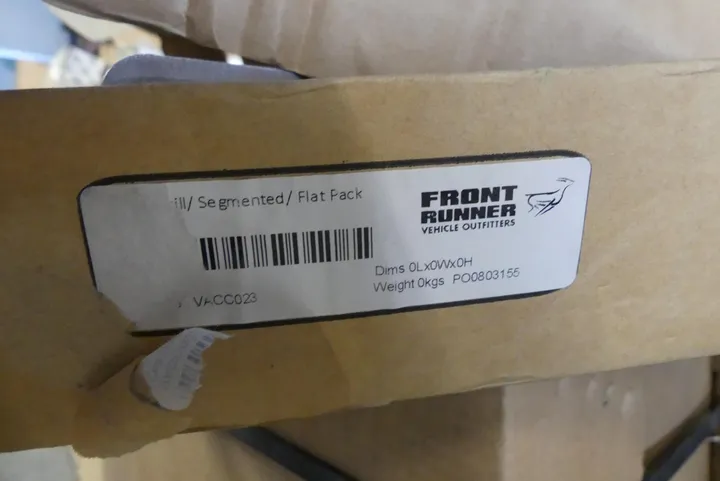 ill/ Segmented/ Flat Pack
FRONT
RUNNER
VEHICLE OUTFITTERS
Dims 0Lx0Wx0H
Weight 0kgs PO0803155
VACC023